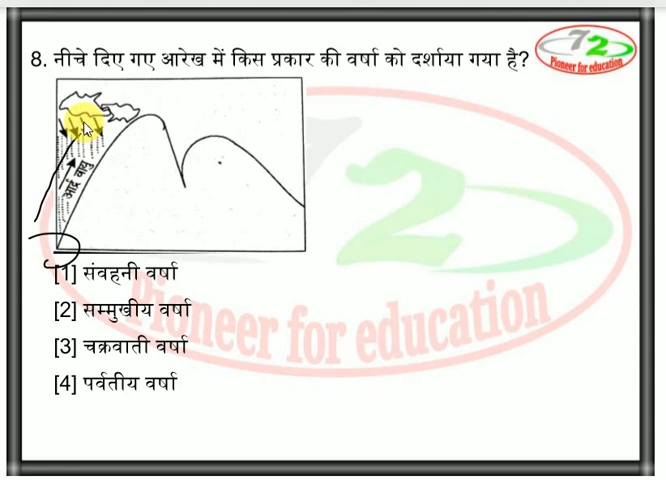 8. नीचे दिए गए आरेख में किस प्रकार की वर्षा को दर्शाया गया है?
72
Pioneer for education
आर्द्र वायु
72
Pioneer for education
[1] संवहनी वर्षा
[2] सम्मुखीय वर्षा
[3] चक्रवाती वर्षा
[4] पर्वतीय वर्षा